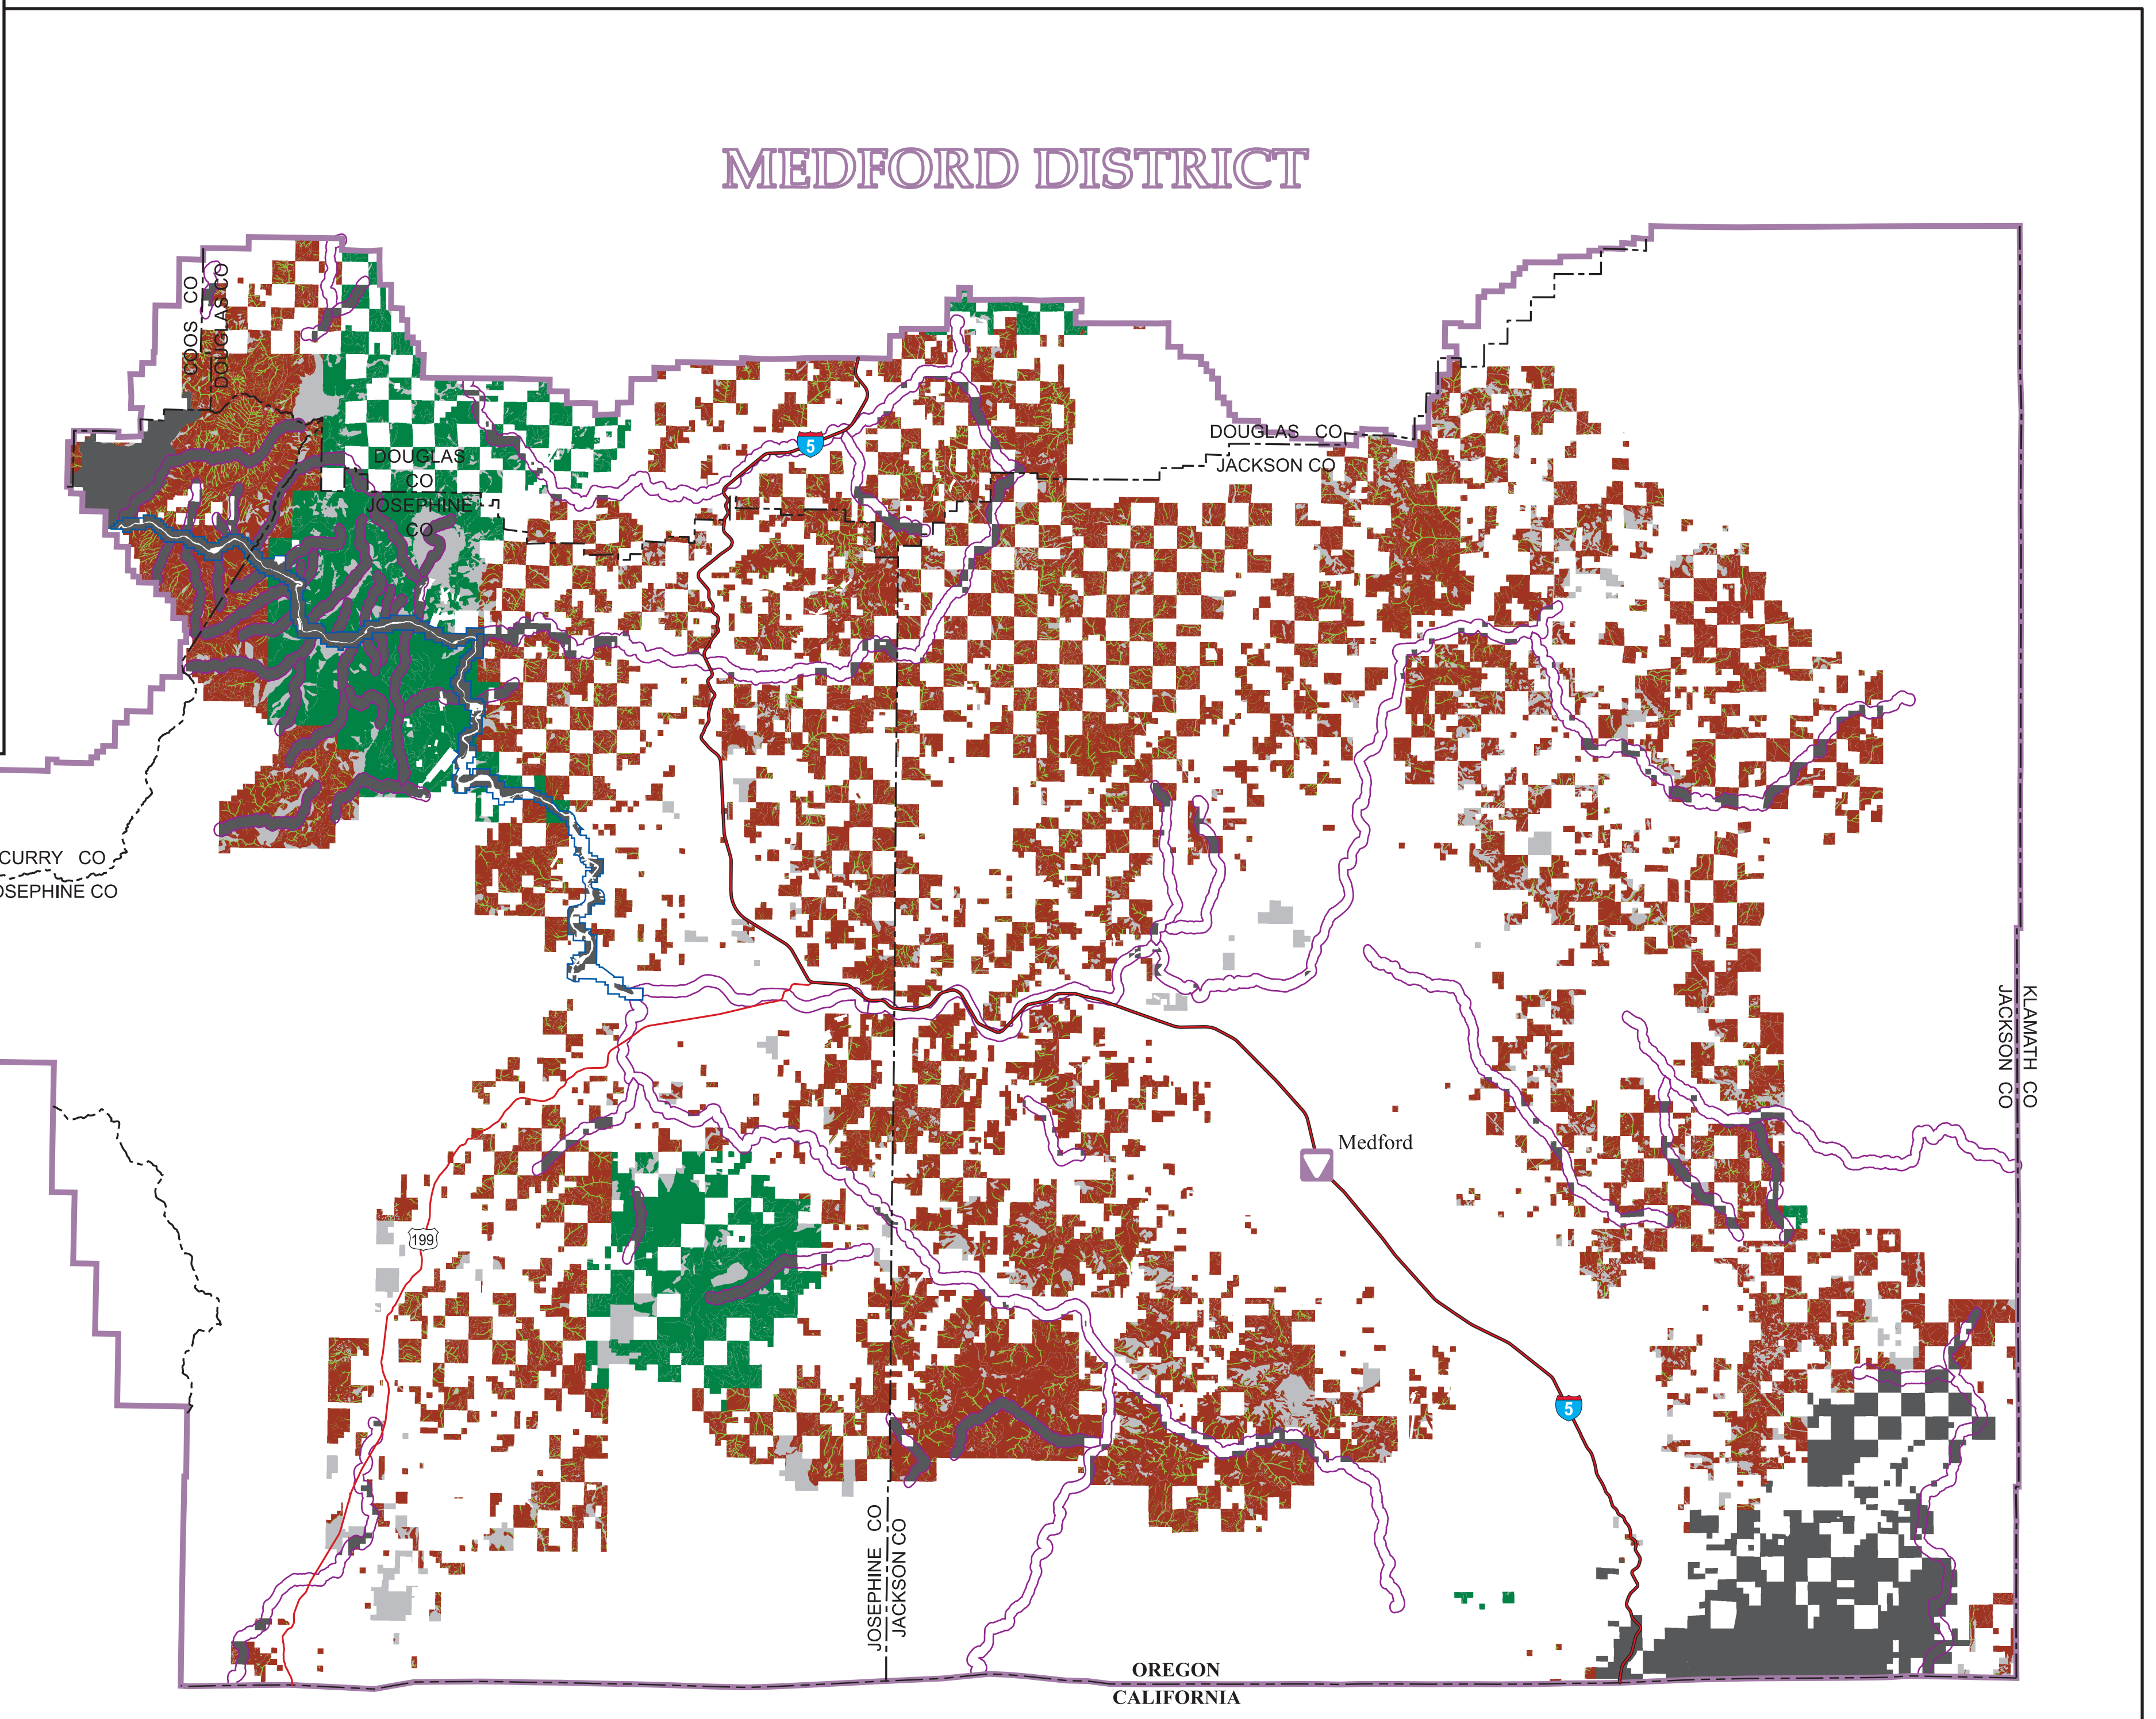 MEDFORD DISTRICT
COOS CO
DOUGLAS CO
DOUGLAS CO
JACKSON CO
5
DOUGLAS
CO
JOSEPHINE
CO
CURRY CO
OSEPHINE CO
KLAMATH CO
JACKSON CO
Medford
199
5
JOSEPHINE CO
JACKSON CO
OREGON
CALIFORNIA